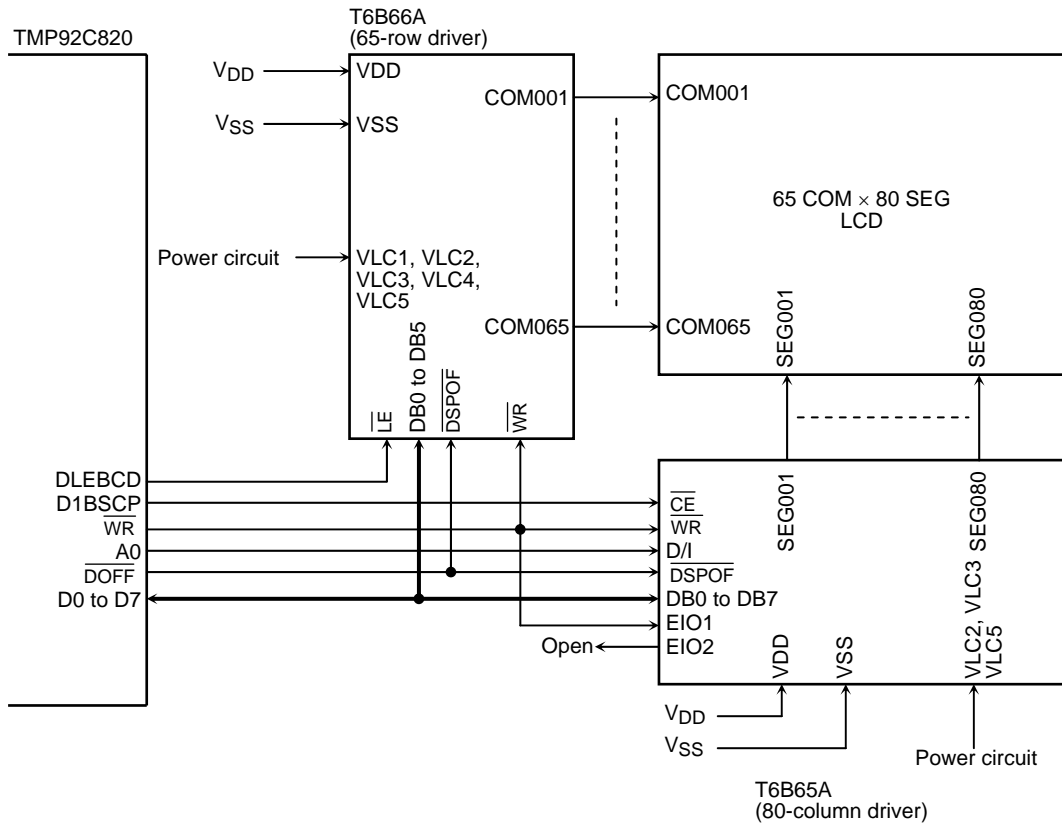 TMP92C820
T6B66A
(65-row driver)
VDD
VDD
VSS
VSS
COM001
COM001
65 COM × 80 SEG
LCD
Power circuit
VLC1, VLC2,
VLC3, VLC4,
VLC5
COM065
COM065
SEG001
SEG080
LE
DB0 to DB5
DSPOF
WR
DLEBCD
D1BSCP
WR
A0
DOFF
D0 to D7
CE
WR
D/I
DSPOF
DB0 to DB7
EIO1
EIO2
Open
SEG001
SEG080
VDD
VSS
VLC2, VLC3
VLC5
VDD
VSS
Power circuit
T6B65A
(80-column driver)